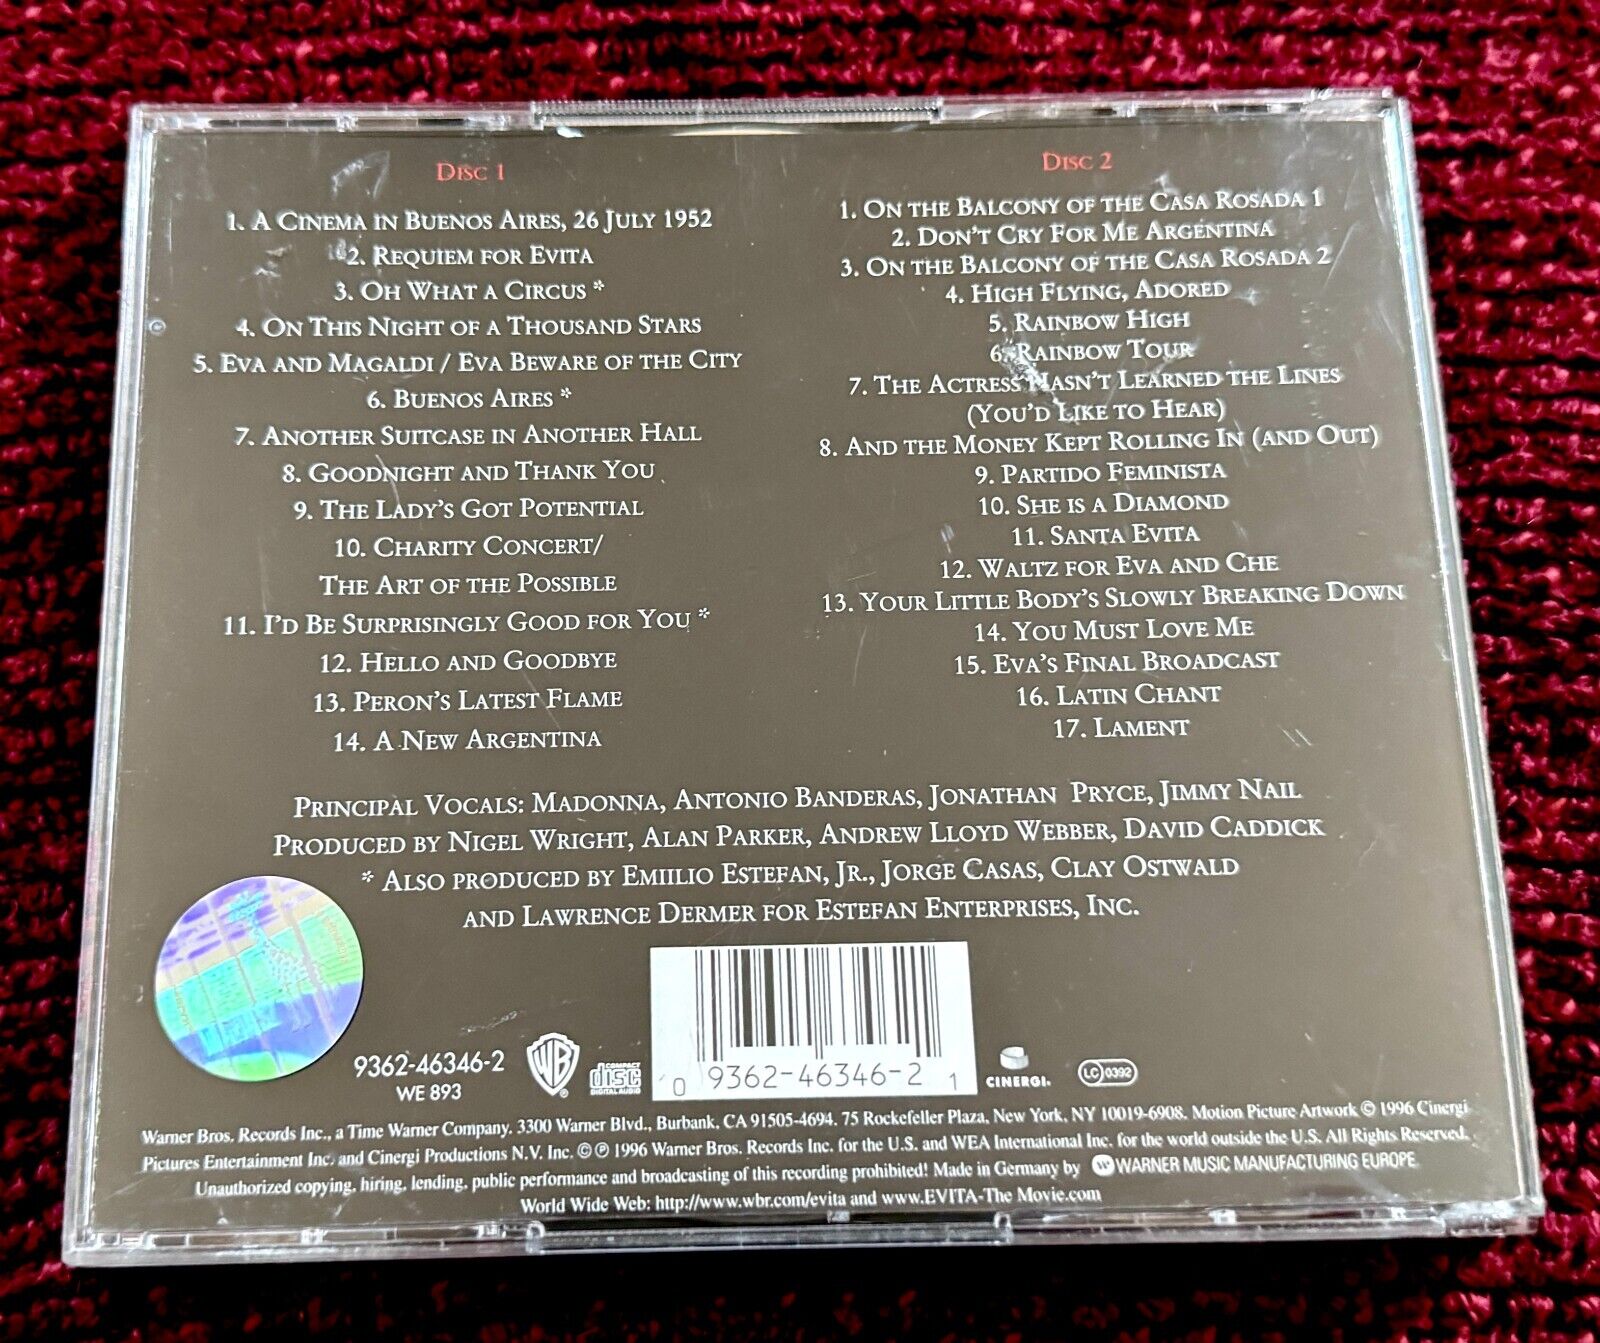 Disc 1
1. A Cinema in Buenos Aires, 26 July 1952
2. Requiem for Evita
3. Oh What a Circus *
4. On This Night of a Thousand Stars
5. Eva and Magaldi / Eva Beware of the City
6. Buenos Aires *
7. Another Suitcase in Another Hall
8. Goodnight and Thank You
9. The Lady's Got Potential
10. Charity Concert/
The Art of the Possible
11. I'd Be Surprisingly Good for You *
12. Hello and Goodbye
13. Peron's Latest Flame
14. A New Argentina
Disc 2
1. On the Balcony of the Casa Rosada 1
2. Don't Cry For Me Argentina
3. On the Balcony of the Casa Rosada 2
4. High Flying, Adored
5. Rainbow High
6. Rainbow Tour
7. The Actress Hasn't Learned the Lines
(You'd Like to Hear)
8. And the Money Kept Rolling In (and Out)
9. Partido Feminista
10. She is a Diamond
11. Santa Evita
12. Waltz for Eva and Che
13. Your Little Body's Slowly Breaking Down
14. You Must Love Me
15. Eva's Final Broadcast
16. Latin Chant
17. Lament
Principal Vocals: Madonna, Antonio Banderas, Jonathan Pryce, Jimmy Nail
Produced by Nigel Wright, Alan Parker, Andrew Lloyd Webber, David Caddick
* Also produced by Emiilio Estefan, Jr., Jorge Casas, Clay Ostwald
and Lawrence Dermer for Estefan Enterprises, Inc.
9362-46346-2
WE 893
WB
COMPACT
disc
DIGITAL AUDIO
0 9362-46346-2 1
CINERGI.
LC 0392
Warner Bros. Records Inc., a Time Warner Company. 3300 Warner Blvd., Burbank, CA 91505-4694. 75 Rockefeller Plaza, New York, NY 10019-6908. Motion Picture Artwork © 1996 Cinergi
Pictures Entertainment Inc. and Cinergi Productions N.V. Inc. © ℗ 1996 Warner Bros. Records Inc. for the U.S. and WEA International Inc. for the world outside the U.S. All Rights Reserved.
Unauthorized copying, hiring, lending, public performance and broadcasting of this recording prohibited! Made in Germany by WARNER MUSIC MANUFACTURING EUROPE
World Wide Web: http://www.wbr.com/evita and www.EVITA-The Movie.com